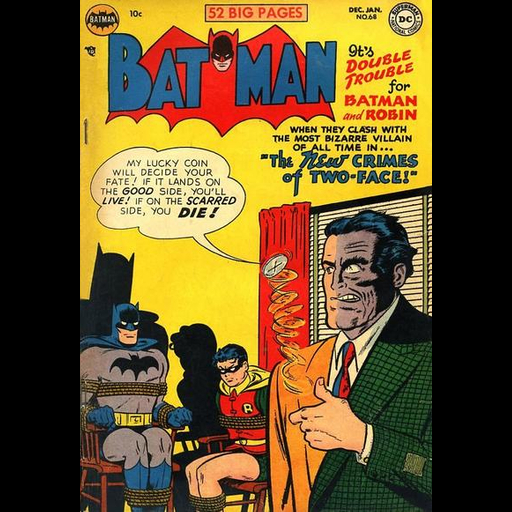 BATMAN
10¢
52 BIG PAGES
DEC. JAN.
NO.68
SUPERMAN
DC
NATIONAL COMICS
BATMAN
It's
DOUBLE
TROUBLE
for
BATMAN
and ROBIN
WHEN THEY CLASH WITH
THE MOST BIZARRE VILLAIN
OF ALL TIME IN...
"The New CRIMES
of TWO-FACE!"
MY LUCKY COIN
WILL DECIDE YOUR
FATE! IF IT LANDS ON
THE GOOD SIDE, YOU'LL
LIVE! IF ON THE SCARRED
SIDE, YOU DIE!
R